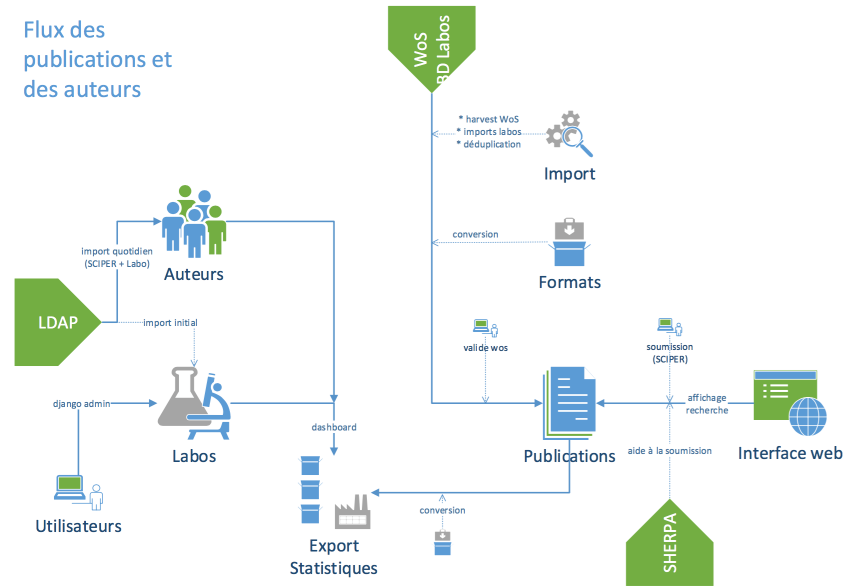 Flux des
publications et
des auteurs
WoS
BD Labos
* harvest WoS
* imports labos
* déduplication
Import
conversion
Formats
import quotidien
(SCIPER + Labo)
Auteurs
LDAP
import initial
valide wos
soumission
(SCIPER)
django admin
affichage
recherche
dashboard
Labos
Publications
aide à la soumission
Interface web
conversion
Utilisateurs
SHERPA
Export
Statistiques